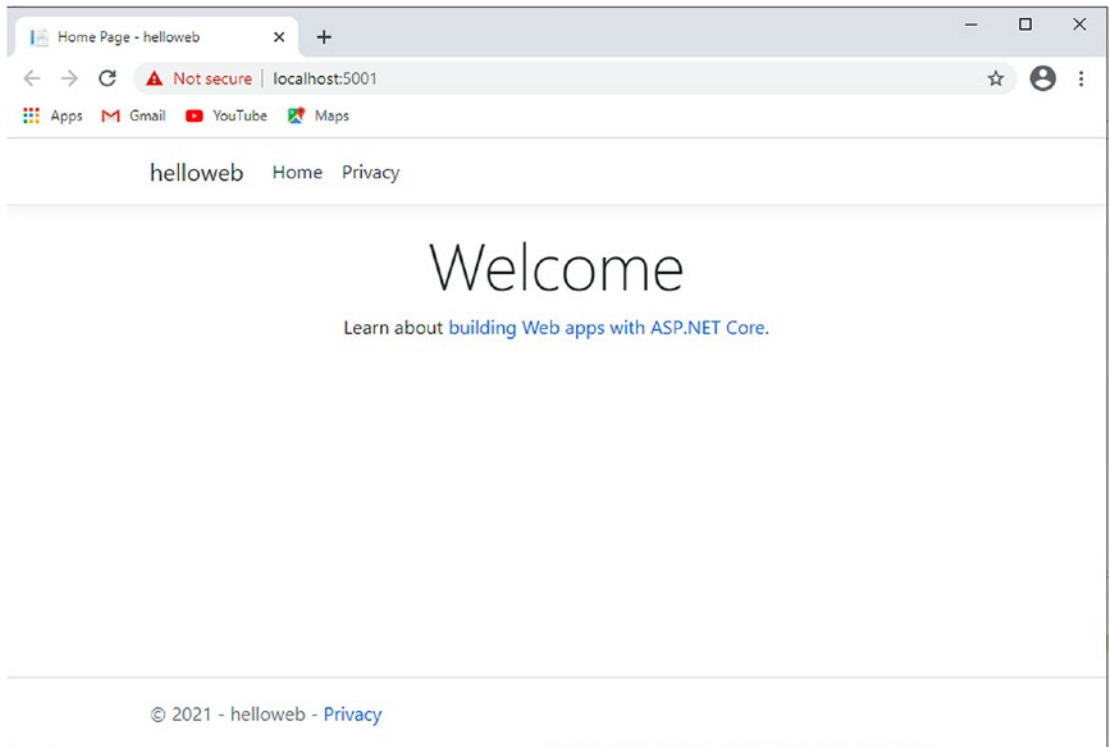 Home Page - helloweb
Not secure | localhost:5001
Apps Gmail YouTube Maps
helloweb Home Privacy
Welcome
Learn about building Web apps with ASP.NET Core.
© 2021 - helloweb - Privacy